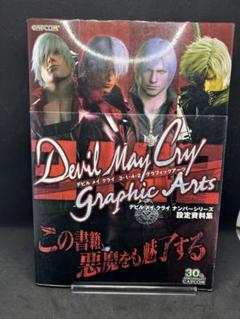 CAPCOM
Devil May Cry
デビル メイ クライ 3・1・4・2 グラフィックアーツ
Graphic Arts
デビル メイ クライ ナンバーシリーズ
設定資料集
この書籍、
悪魔をも魅了する
30th
CAPCOM